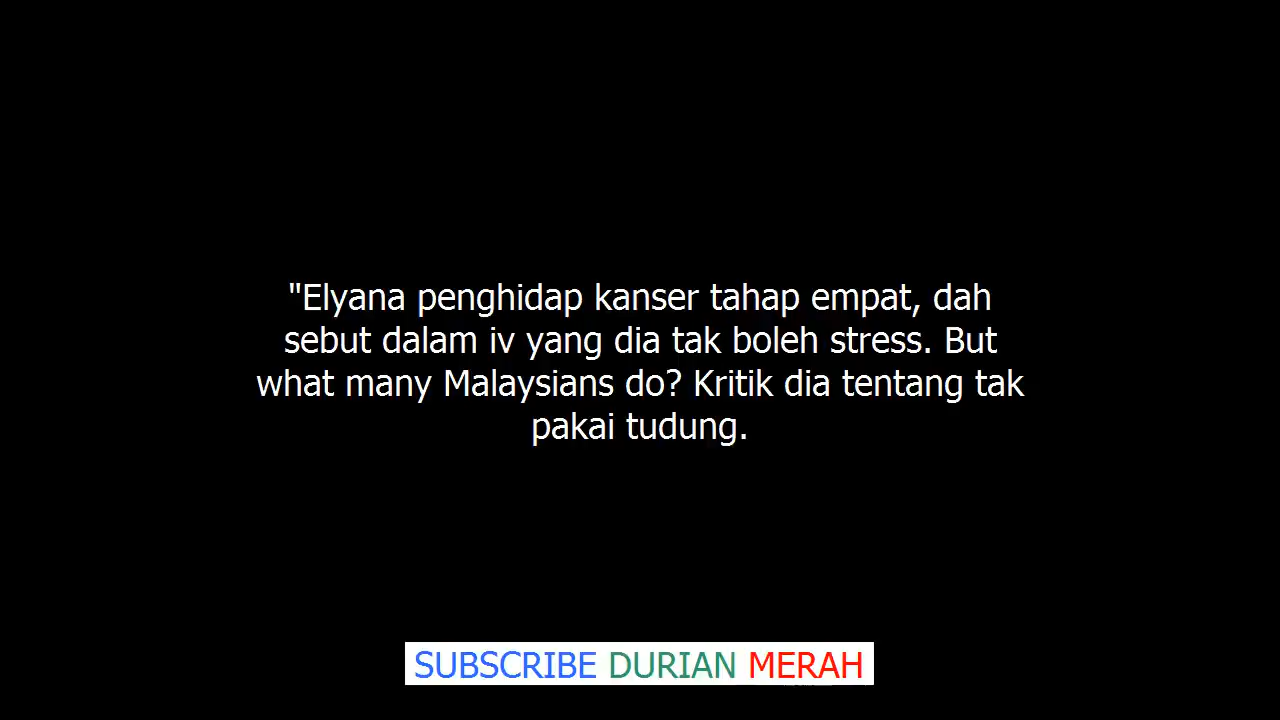 "Elyana penghidap kanser tahap empat, dah
sebut dalam iv yang dia tak boleh stress. But
what many Malaysians do? Kritik dia tentang tak
pakai tudung.
SUBSCRIBE DURIAN MERAH